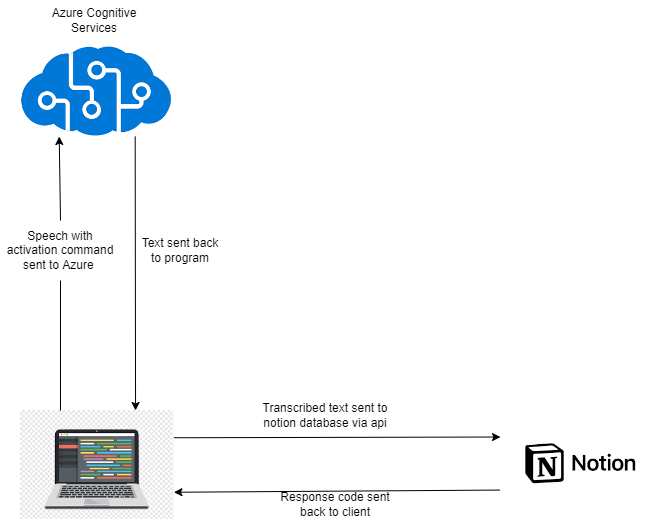 Azure Cognitive
Services
Speech with
activation command
sent to Azure
Text sent back
to program
Transcribed text sent to
notion database via api
Notion
Response code sent
back to client